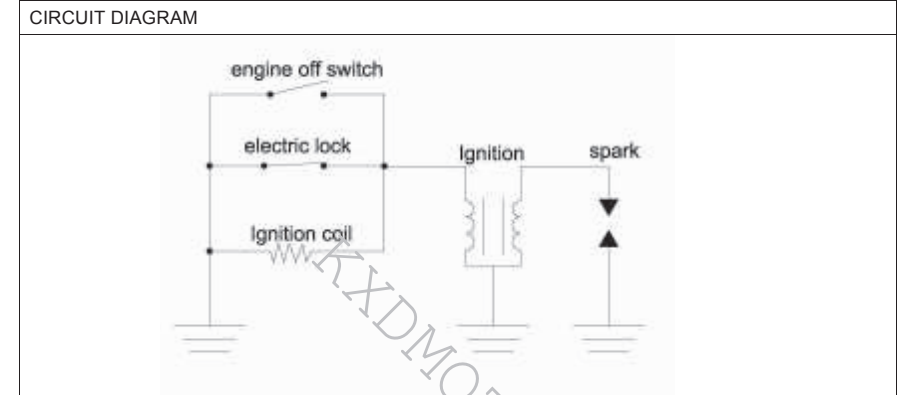 CIRCUIT DIAGRAM
engine off switch
electric lock
Ignition
spark
Ignition coil